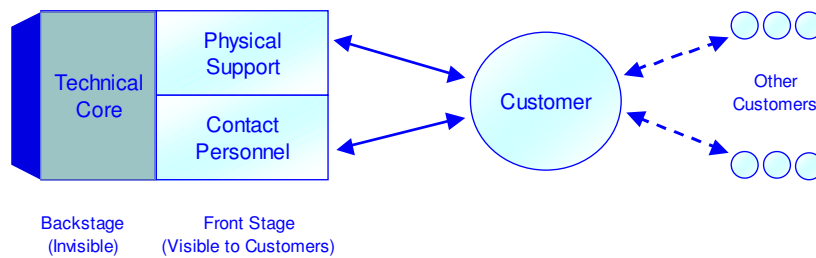 Technical
Core
Physical
Support
Contact
Personnel
Customer
Other
Customers
Backstage
(Invisible)
Front Stage
(Visible to Customers)